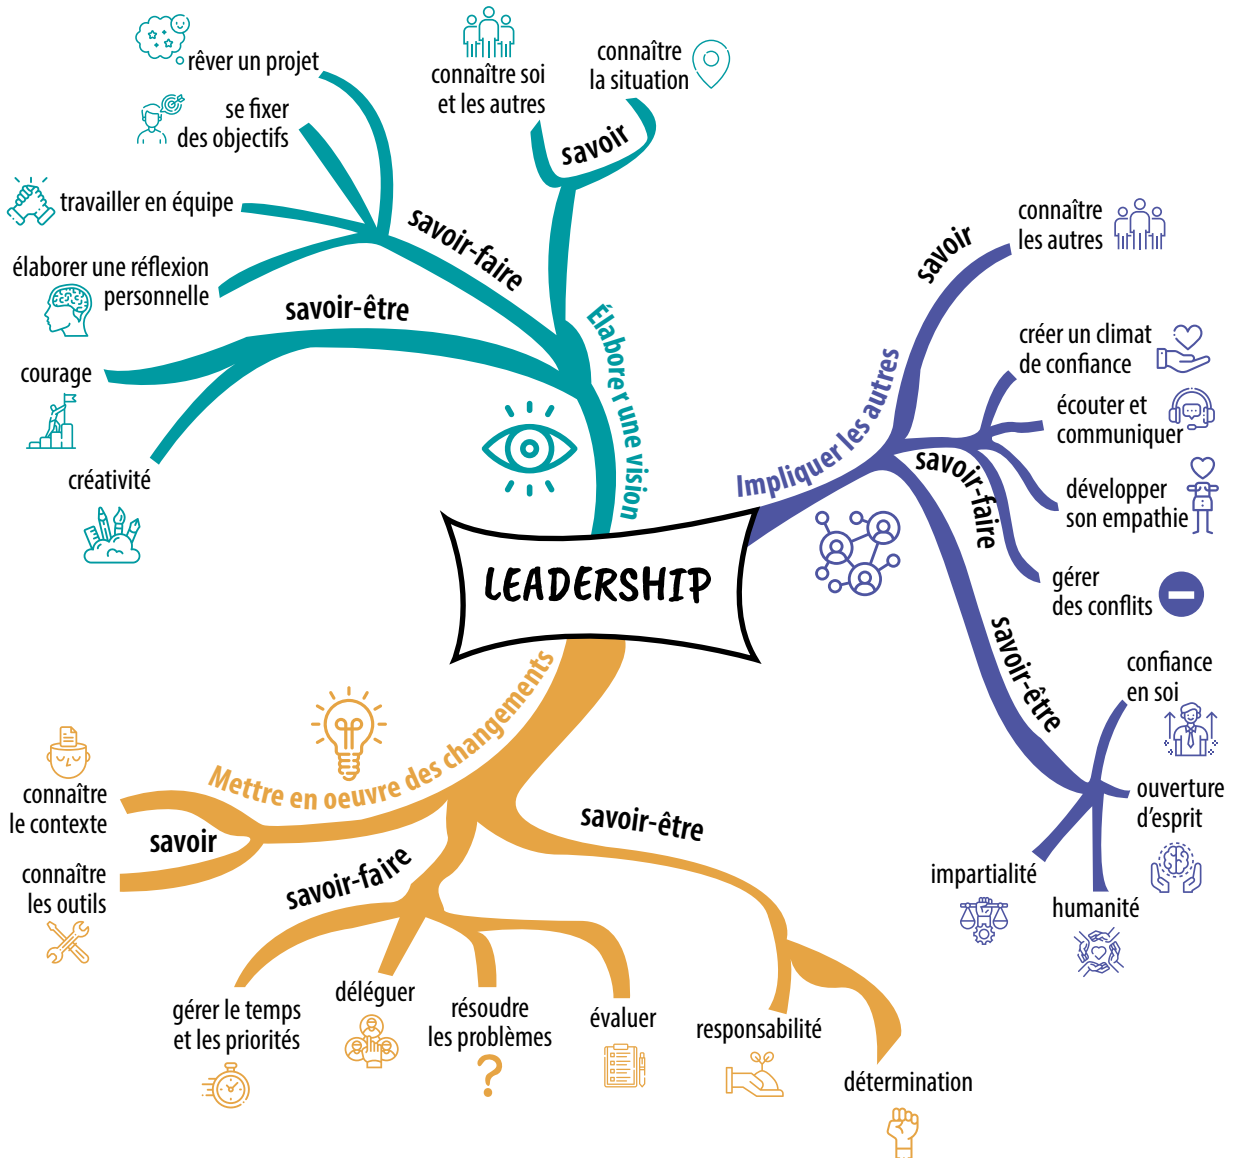 LEADERSHIP
Élaborer une vision
savoir
connaître soi
et les autres
connaître
la situation
savoir-faire
rêver un projet
se fixer
des objectifs
travailler en équipe
élaborer une réflexion
personnelle
savoir-être
courage
créativité
Impliquer les autres
savoir
connaître
les autres
savoir-faire
créer un climat
de confiance
écouter et
communiquer
développer
son empathie
gérer
des conflits
savoir-être
confiance
en soi
ouverture
d'esprit
humanité
impartialité
Mettre en oeuvre des changements
savoir
connaître
le contexte
connaître
les outils
savoir-faire
gérer le temps
et les priorités
déléguer
résoudre
les problèmes
?
évaluer
savoir-être
responsabilité
détermination